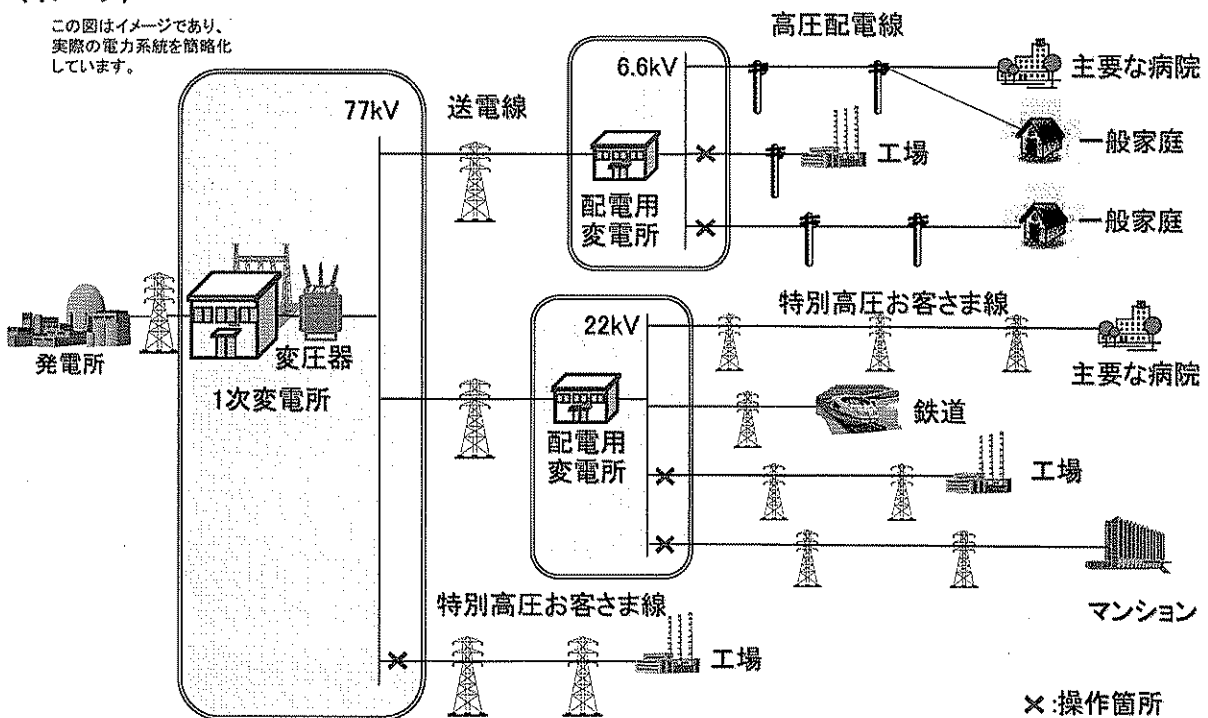 この図はイメージであり、
実際の電力系統を簡略化
しています。
高圧配電線
6.6kV
主要な病院
77kV
送電線
工場
一般家庭
配電用
変電所
一般家庭
特別高圧お客さま線
22kV
発電所
変圧器
1次変電所
主要な病院
鉄道
配電用
変電所
工場
マンション
特別高圧お客さま線
工場
×:操作箇所